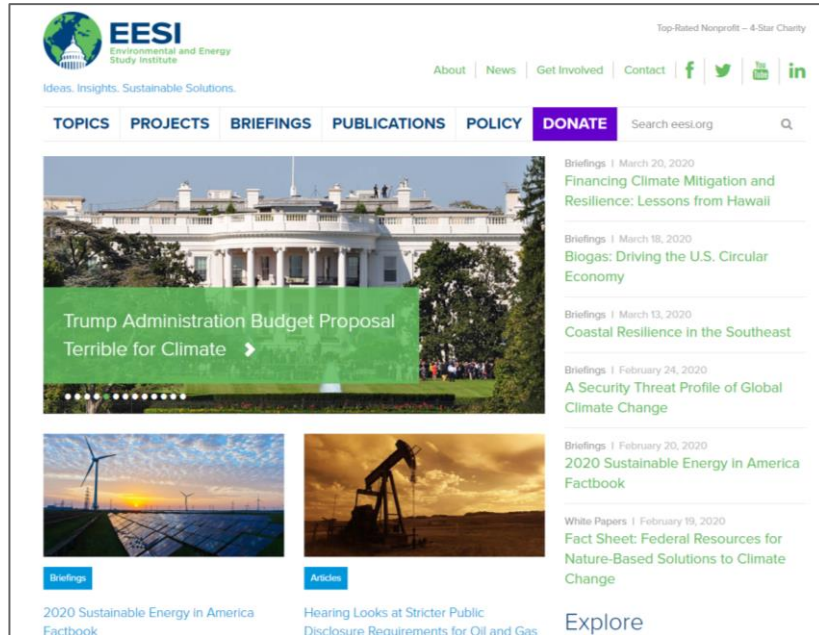 EESI
Environmental and Energy
Study Institute
Ideas. Insights. Sustainable Solutions.
Top-Rated Nonprofit – 4-Star Charity
About News Get Involved Contact f You Tube in
TOPICS PROJECTS BRIEFINGS PUBLICATIONS POLICY DONATE Search eesi.org
Trump Administration Budget Proposal
Terrible for Climate
Briefings
2020 Sustainable Energy in America
Factbook
Articles
Hearing Looks at Stricter Public
Disclosure Requirements for Oil and Gas
Briefings | March 20, 2020
Financing Climate Mitigation and
Resilience: Lessons from Hawaii
Briefings | March 18, 2020
Biogas: Driving the U.S. Circular
Economy
Briefings | March 13, 2020
Coastal Resilience in the Southeast
Briefings | February 24, 2020
A Security Threat Profile of Global
Climate Change
Briefings | February 20, 2020
2020 Sustainable Energy in America
Factbook
White Papers | February 19, 2020
Fact Sheet: Federal Resources for
Nature-Based Solutions to Climate
Change
Explore